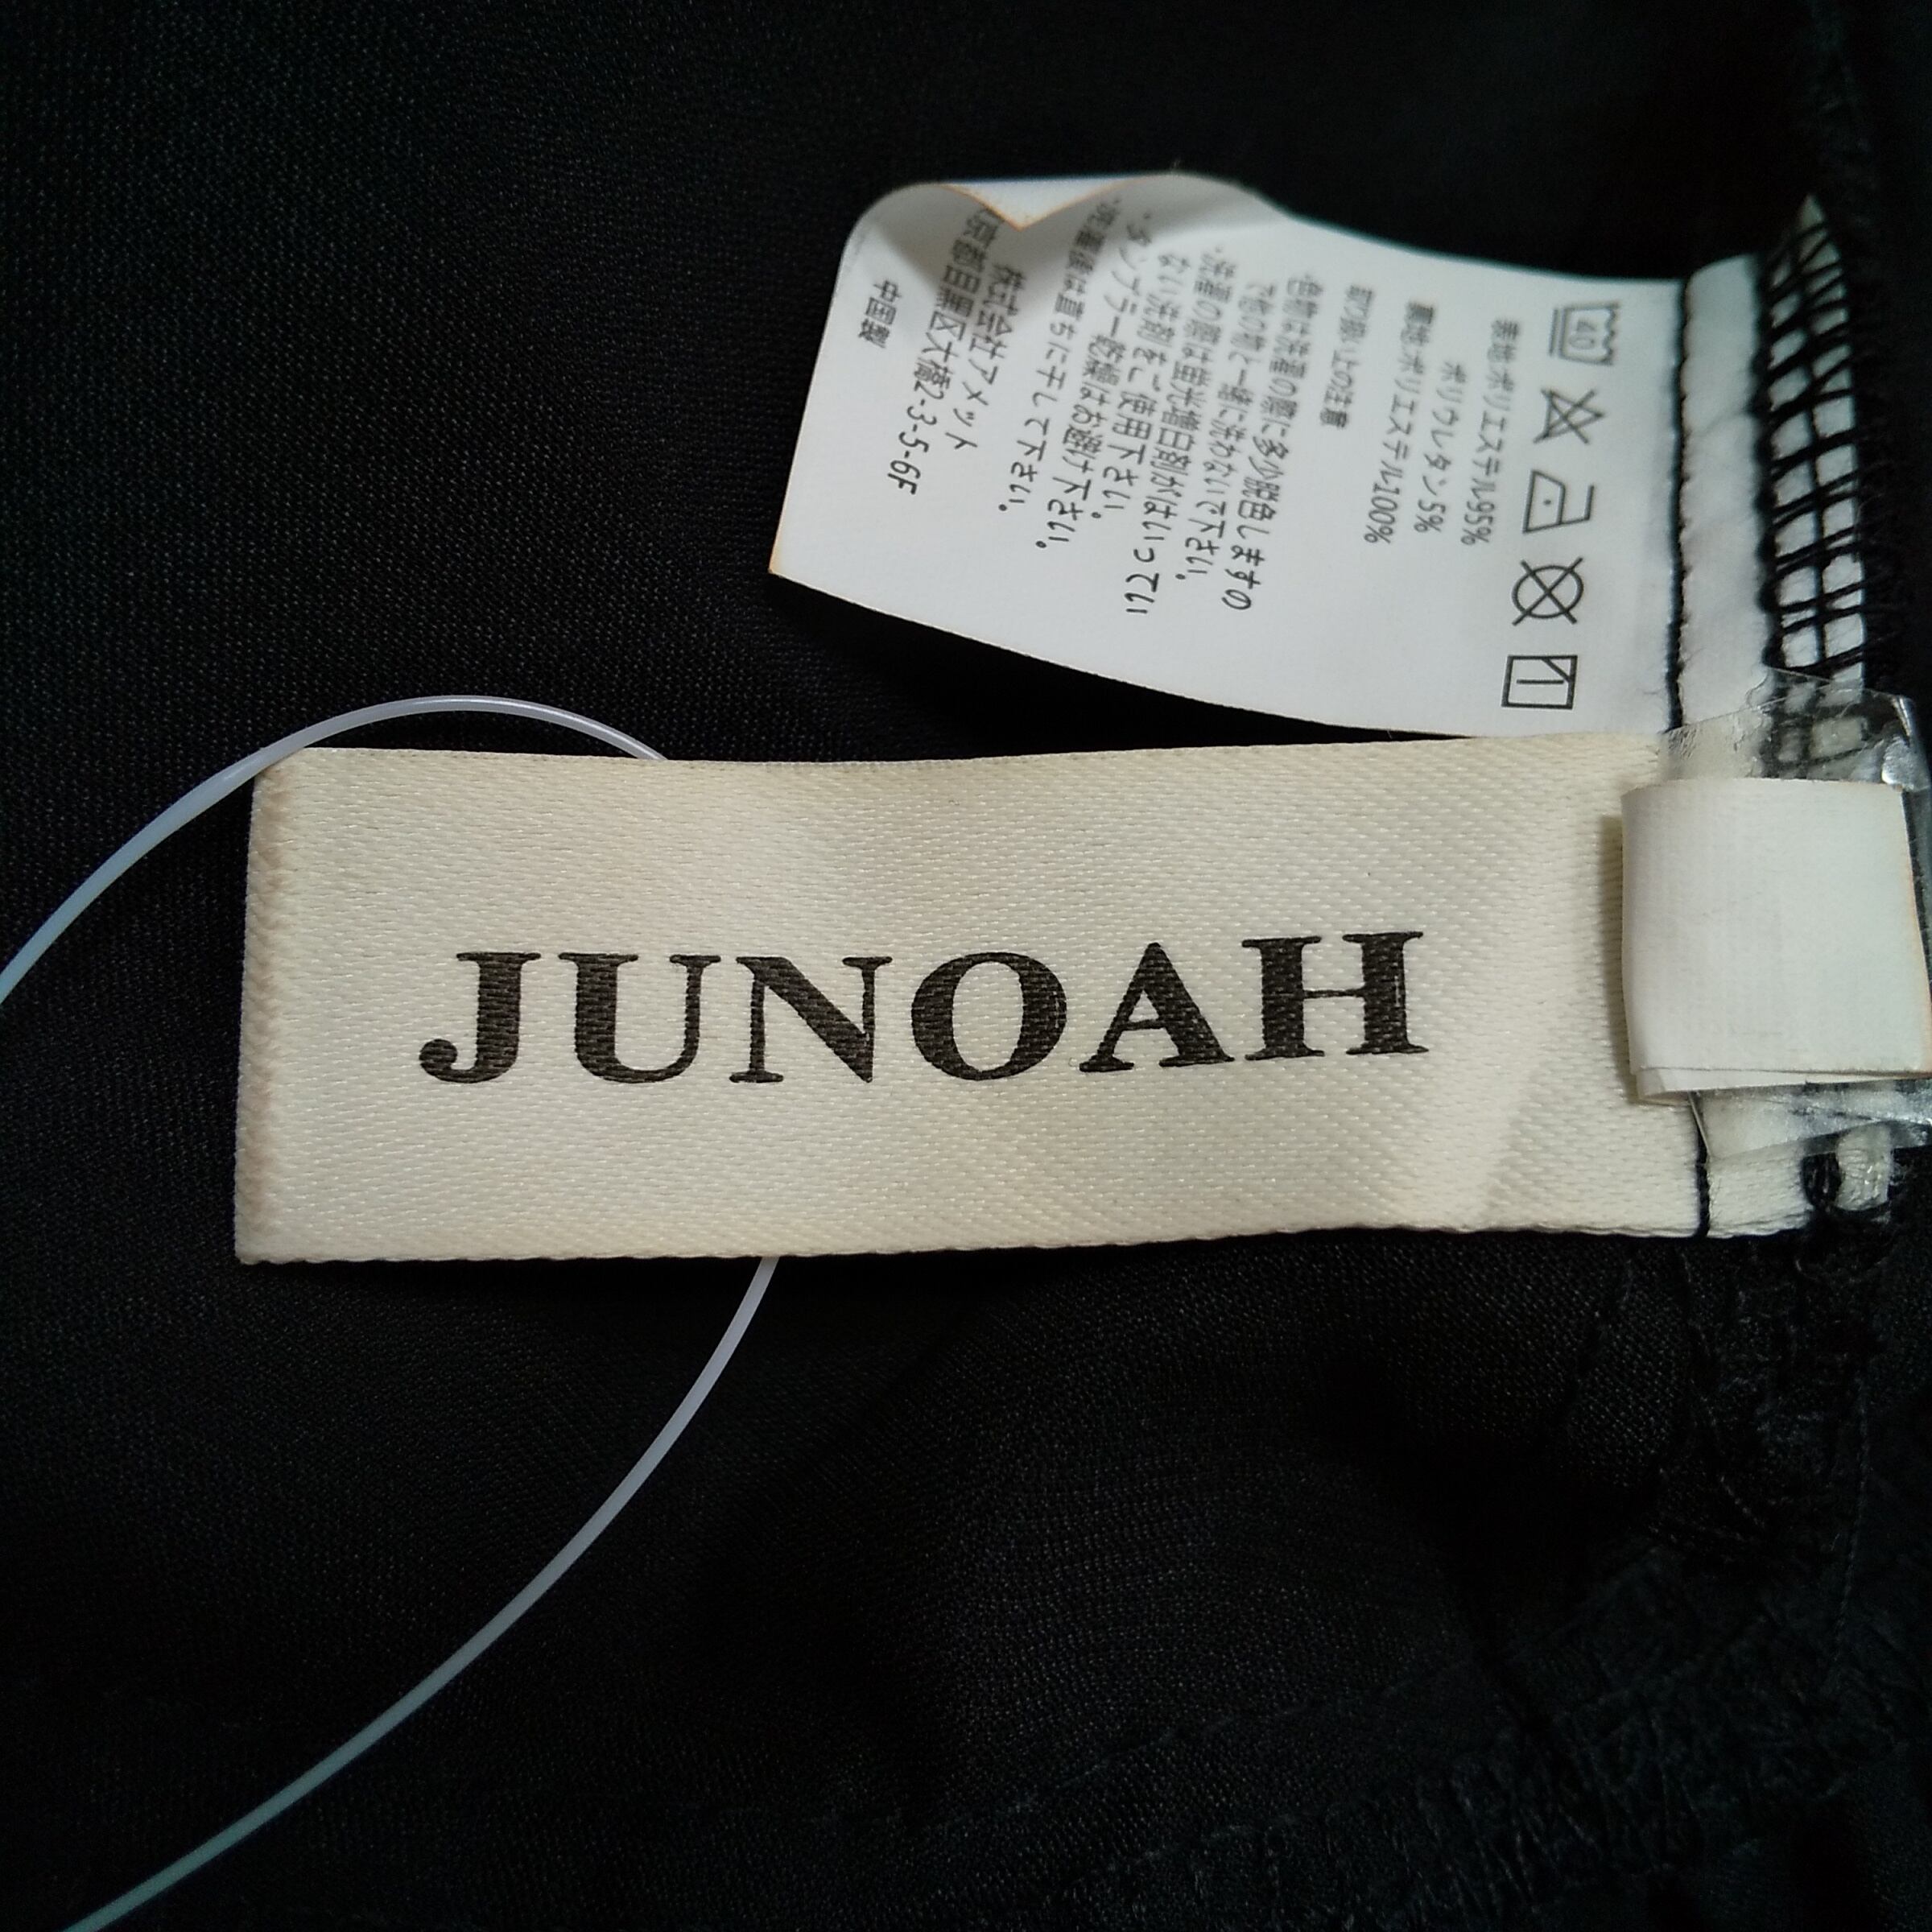 JUNOAH
40
表地 ポリエステル95%
ポリウレタン5%
裏地 ポリエステル100%
取り扱い上の注意
・色物は洗濯の際に多少脱色しますの
で他の物と一緒に洗わないで下さい。
・洗濯の際は蛍光増白剤がはいってい
ない洗剤をご使用下さい。
・タンブラー乾燥はお避け下さい。
・洗濯後は直ちに干して下さい。
株式会社アメット
東京都目黒区大橋2-3-5-6F
中国製